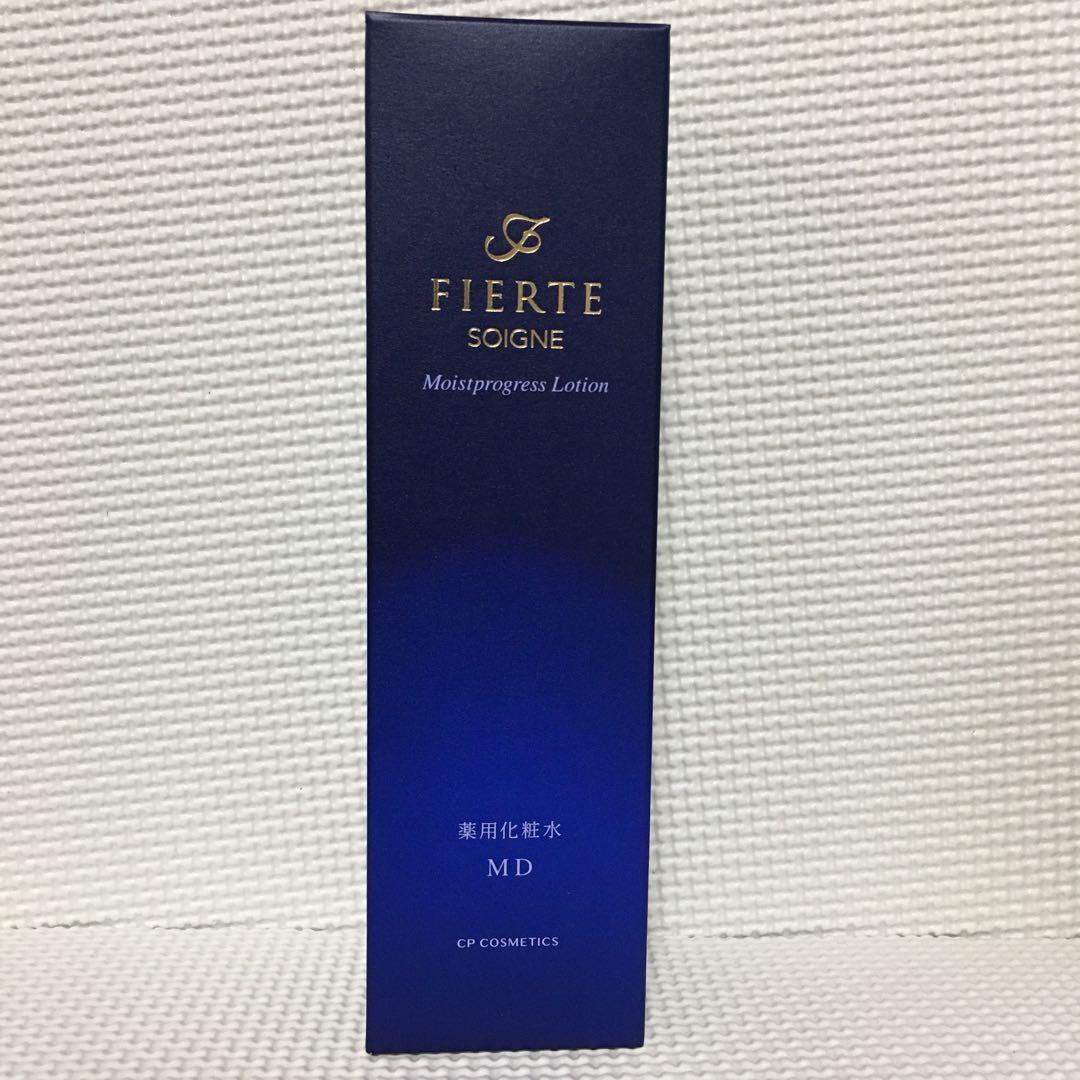 FIERTE
SOIGNE
Moistprogress Lotion
薬用化粧水
MD
CP COSMETICS